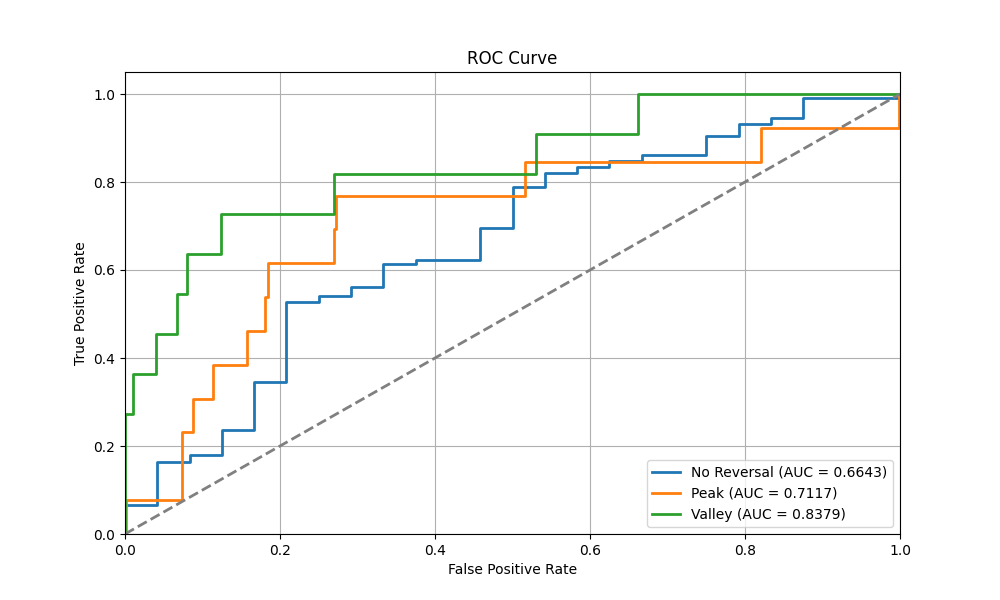 ROC Curve
True Positive Rate
1.0
0.8
0.6
0.4
0.2
0.0
0.0 0.2 0.4 0.6 0.8 1.0
False Positive Rate
No Reversal (AUC = 0.6643)
Peak (AUC = 0.7117)
Valley (AUC = 0.8379)